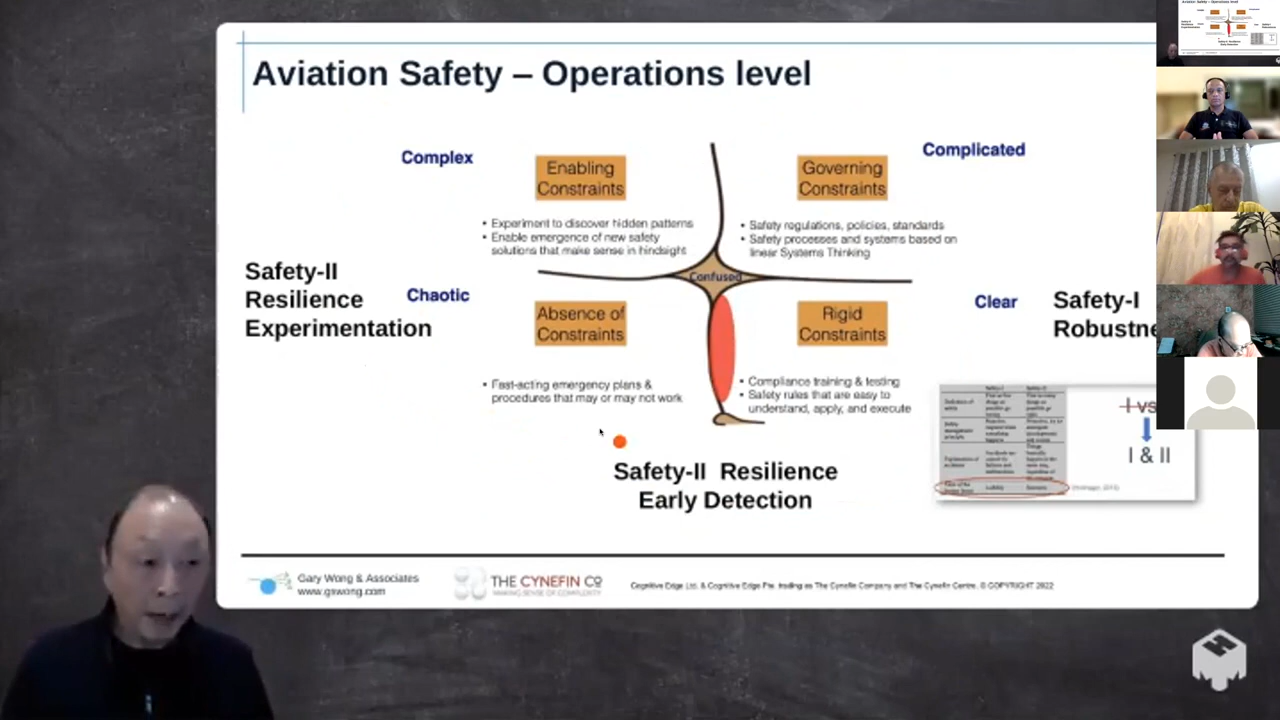 Aviation Safety – Operations level
Complex
Enabling
Constraints
Governing
Constraints
Complicated
• Experiment to discover hidden patterns
• Enable emergence of new safety
solutions that make sense in hindsight
• Safety regulations, policies, standards
• Safety processes and systems based on
linear Systems Thinking
Safety-II
Resilience
Experimentation
Chaotic
Confused
Clear
Safety-I
Robustne
Absence of
Constraints
Rigid
Constraints
• Fast-acting emergency plans &
procedures that may or may not work
• Compliance training & testing
• Safety rules that are easy to
understand, apply, and execute
I vs
I & II
Safety-II Resilience
Early Detection
Gary Wong & Associates
www.gswong.com
THE CYNEFIN CO
MAKING SENSE OF COMPLEXITY
Cognitive Edge Ltd. & Cognitive Edge Pte. trading as The Cynefin Company and The Cynefin Centre. © COPYRIGHT 2022
Aviation Safety – Operations level